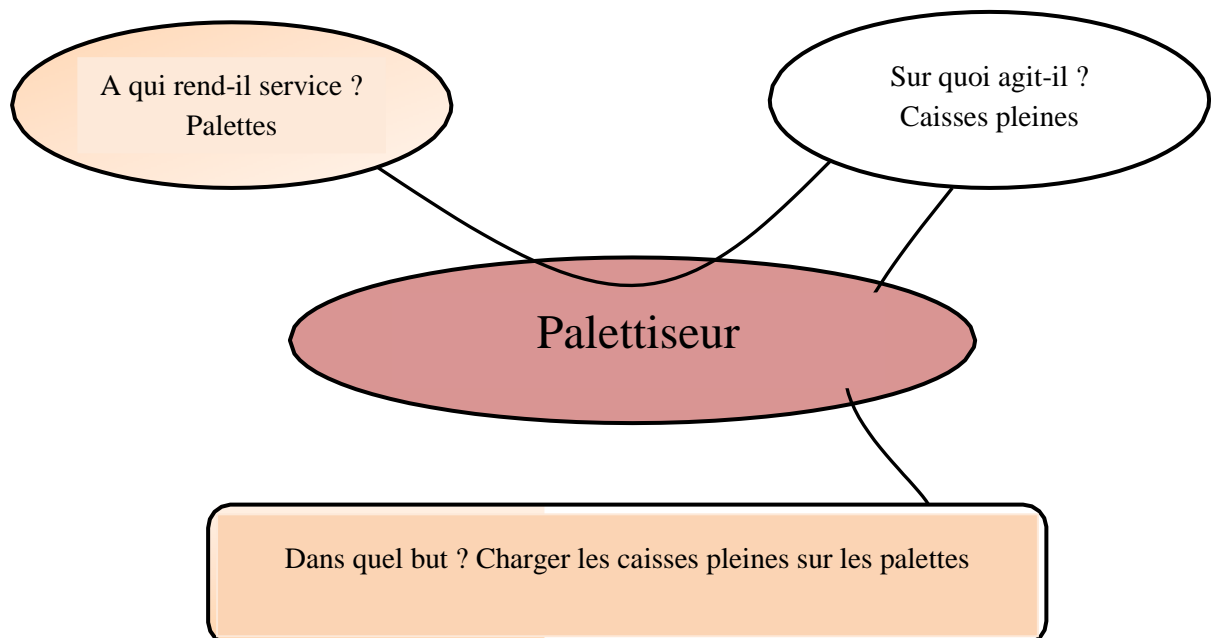 A qui rend-il service ?
Palettes
Sur quoi agit-il ?
Caisses pleines
Palettiseur
Dans quel but ? Charger les caisses pleines sur les palettes